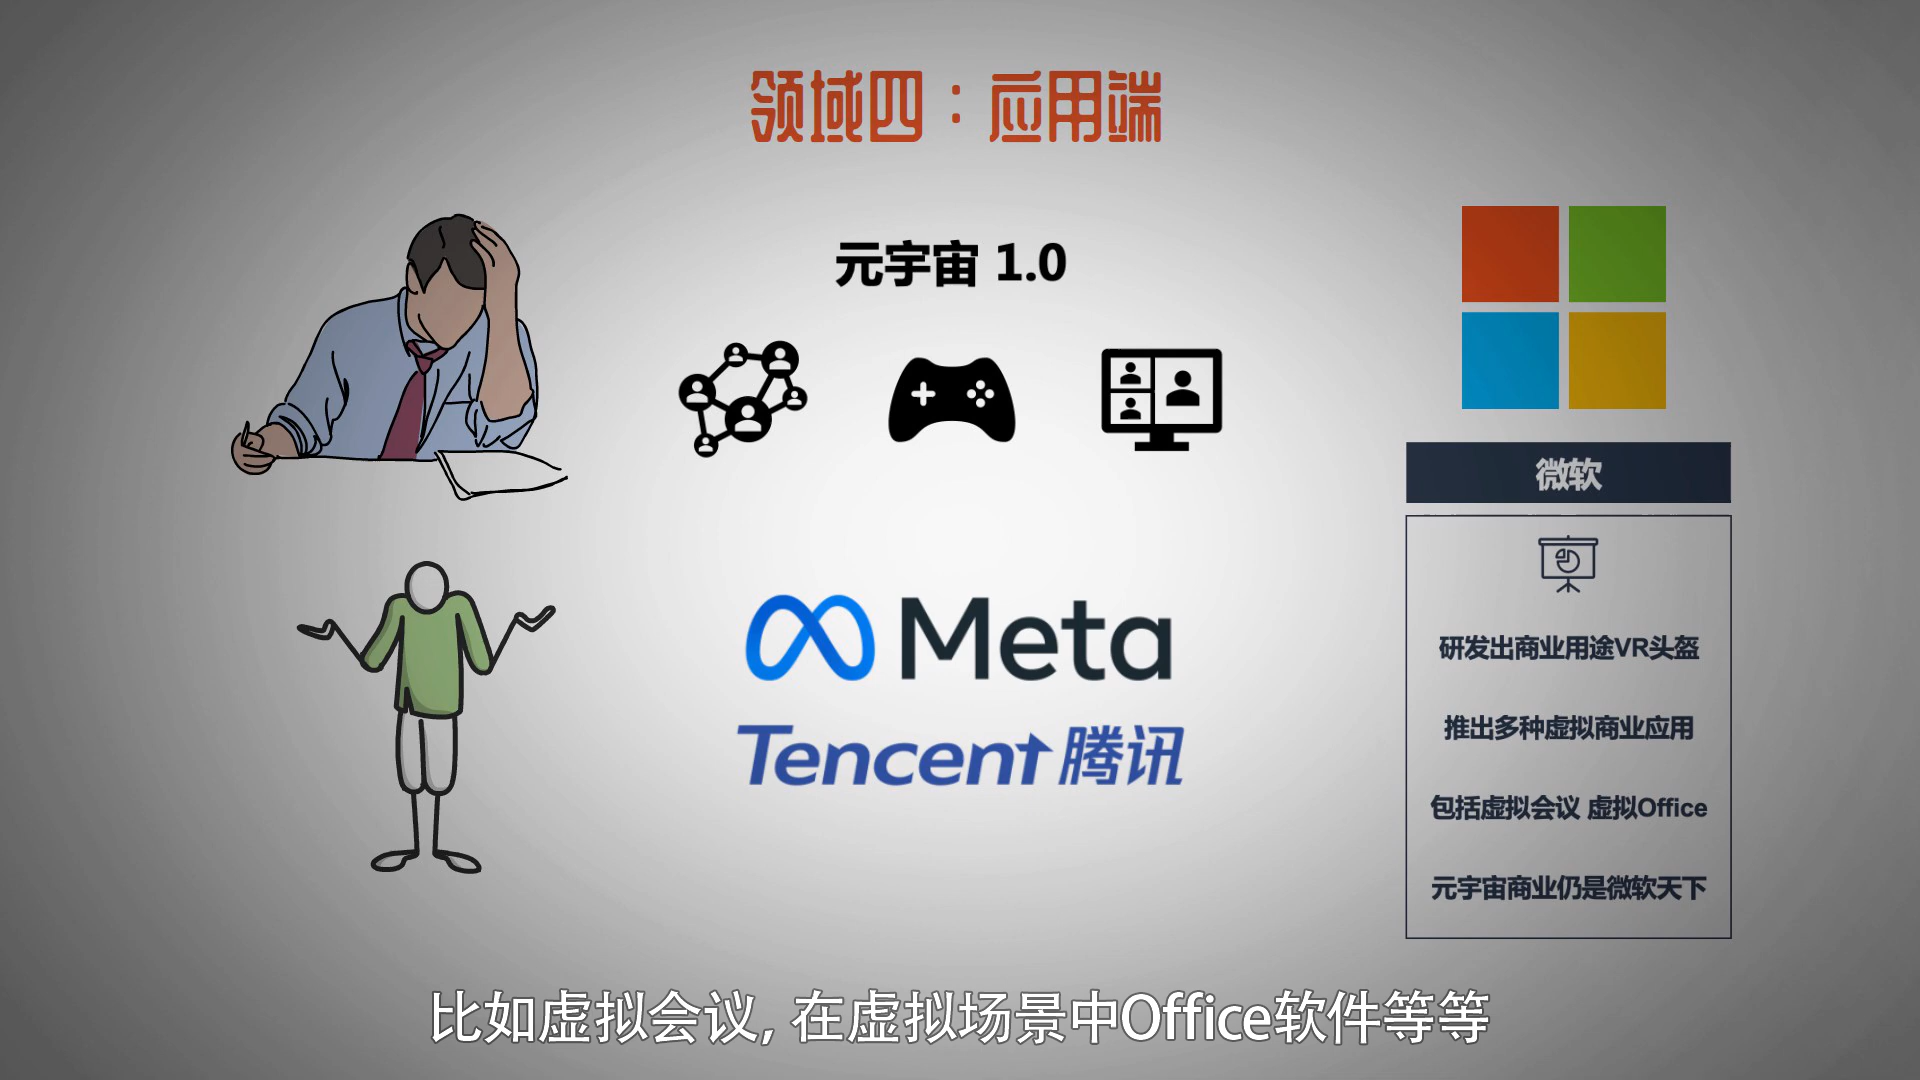 领域四：应用端
元宇宙 1.0
Meta
Tencent 腾讯
微软
研发出商业用途VR头盔
推出多种虚拟商业应用
包括虚拟会议 虚拟Office
元宇宙商业仍是微软天下
比如虚拟会议, 在虚拟场景中Office软件等等